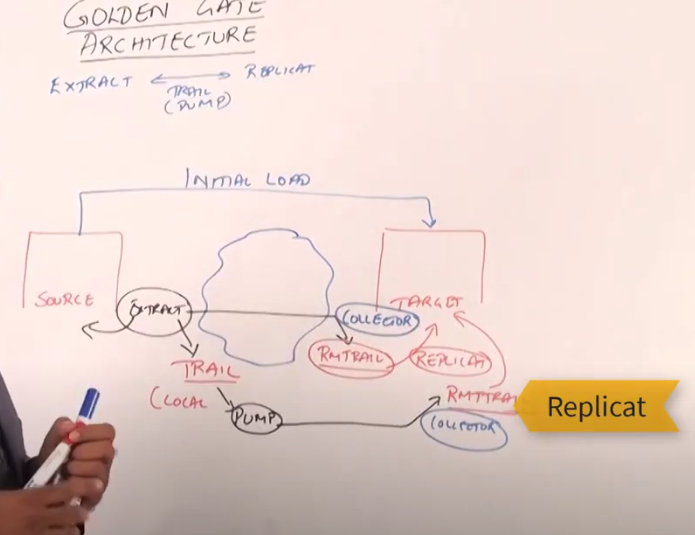 GOLDEN GATE
ARCHITECTURE
EXTRACT
REPLICAT
TRAIL
(PUMP)
INITIAL LOAD
SOURCE
EXTRACT
COLLECTOR
TARGET
TRAIL
RMTRAIL
REPLICAT
(LOCAL
PUMP
RMTTRA
Replicat
COLLECTOR